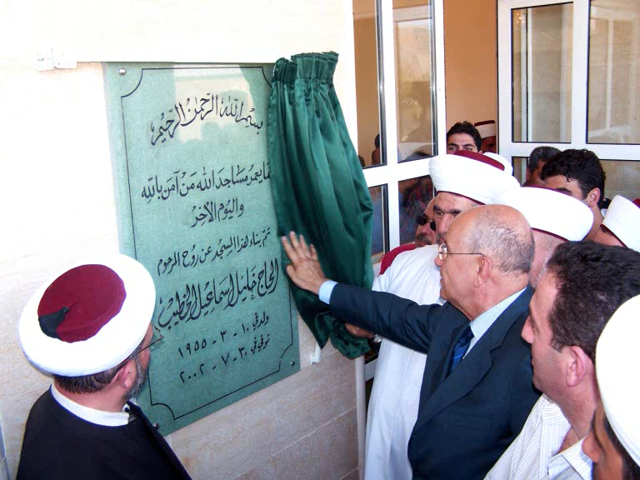 بسم الله الرحمن الرحيم
إنما يعمر مساجد الله من آمن بالله
واليوم الآخر
تم بناء هذا المسجد عن روح المرحوم
الحاج خليل إسماعيل الخطيب
ولد في ١٠ - ٣ - ١٩٥٥
توفي في ٣٠ - ٧ - ٢٠٠٢